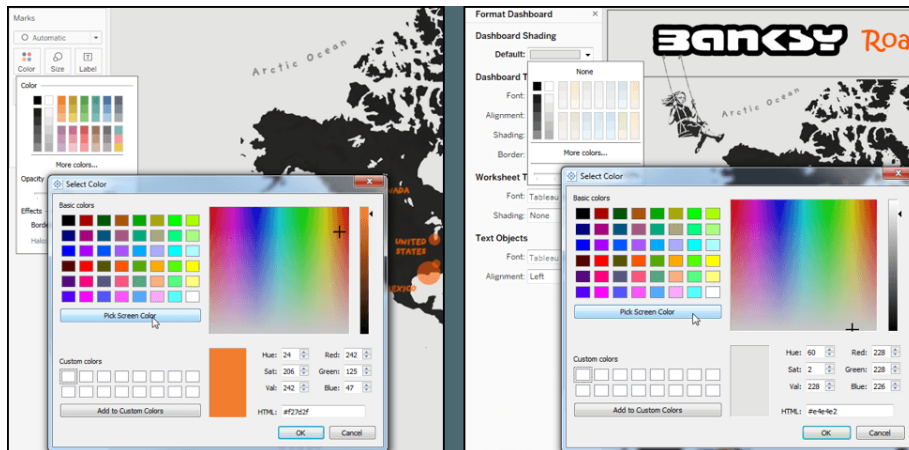 Marks
Automatic
Color
Size
Label
Color
More colors...
Opacity
Effects
Select Color
Basic colors
Pick Screen Color
Custom colors
Add to Custom Colors
Hue: 24
Red: 242
Sat: 206
Green: 125
Val: 242
Blue: 47
HTML: #f27d2f
OK
Cancel
Arctic Ocean
UNITED
STATES
Format Dashboard
Dashboard Shading
Default:
None
Font:
Alignment:
Shading:
Border:
More colors...
Font: Tableau
Shading: None
Text Objects
Font: Tableau
Alignment: Left
BANKSY
Arctic Ocean
Select Color
Basic colors
Pick Screen Color
Custom colors
Add to Custom Colors
Hue: 60
Red: 228
Sat: 2
Green: 228
Val: 228
Blue: 226
HTML: #e4e4e2
OK
Cancel